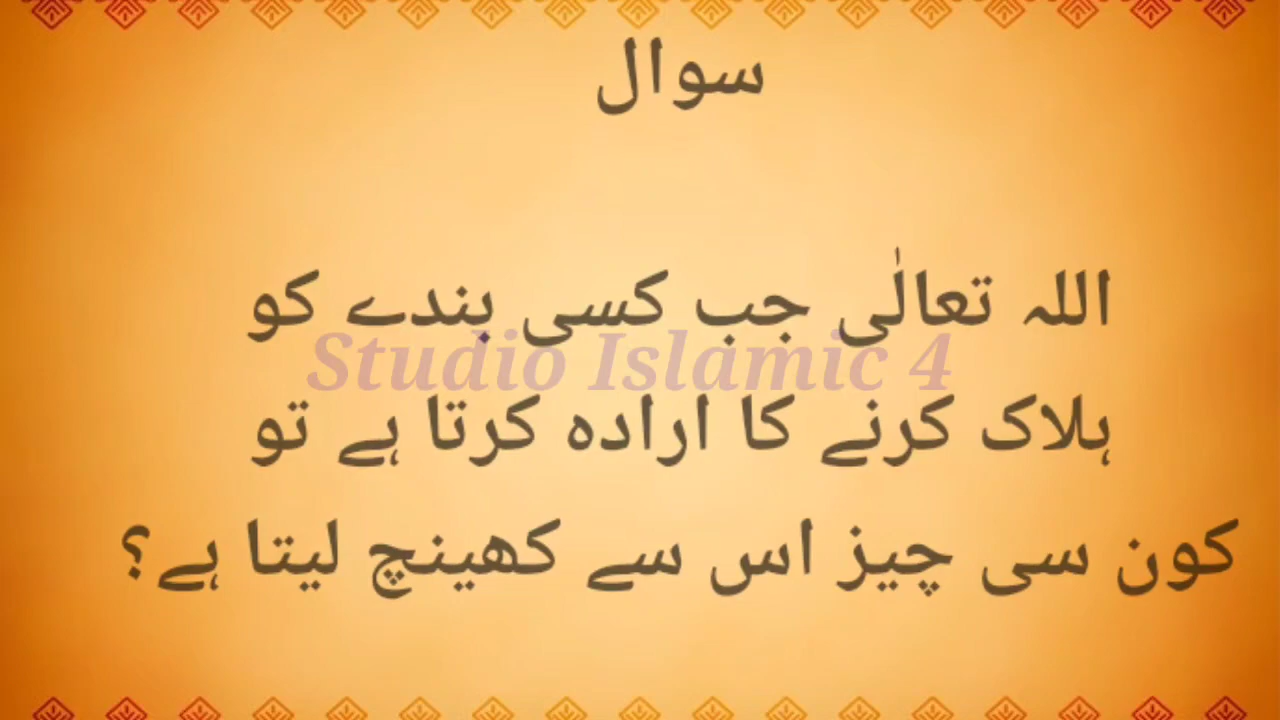 سوال
اللہ تعالٰی جب کسی بندے کو
Studio Islamic 4
ہلاک کرنے کا ارادہ کرتا ہے تو
کون سی چیز اس سے کھینچ لیتا ہے؟